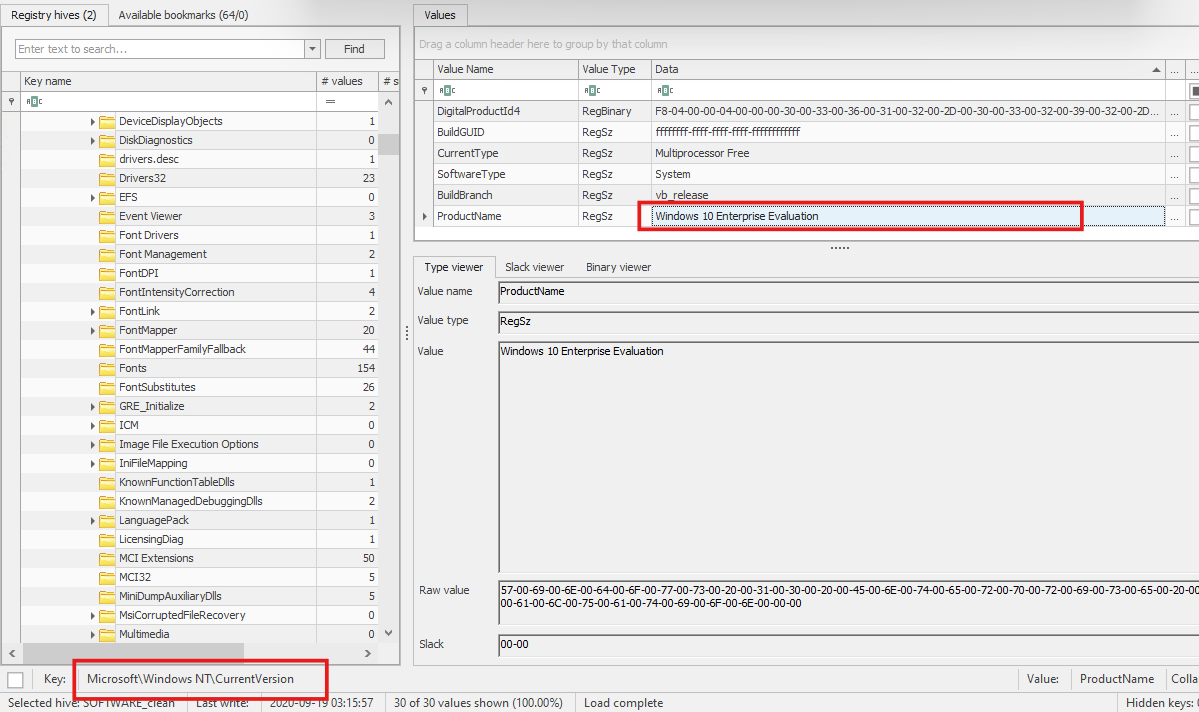 Registry hives (2) Available bookmarks (64/0)
Enter text to search... Find
Key name # values # s
ABC =
DeviceDisplayObjects 1
DiskDiagnostics 0
drivers.desc 1
Drivers32 23
EFS 0
Event Viewer 3
Font Drivers 1
Font Management 2
FontDPI 1
FontIntensityCorrection 4
FontLink 2
FontMapper 20
FontMapperFamilyFallback 44
Fonts 154
FontSubstitutes 26
GRE_Initialize 2
ICM 0
Image File Execution Options 0
IniFileMapping 0
KnownFunctionTableDlls 1
KnownManagedDebuggingDlls 2
LanguagePack 1
LicensingDiag 1
MCI Extensions 50
MCI32 5
MiniDumpAuxiliaryDlls 5
MsiCorruptedFileRecovery 0
Multimedia 0
Values
Drag a column header here to group by that column
Value Name Value Type Data ... ...
ABC ABC ABC
DigitalProductId4 RegBinary F8-04-00-00-04-00-00-00-30-00-33-00-36-00-31-00-32-00-2D-00-30-00-33-00-32-00-39-00-32-00-2D... ...
BuildGUID RegSz ffffffff-ffff-ffff-ffff-ffffffffffff ...
CurrentType RegSz Multiprocessor Free ...
SoftwareType RegSz System ...
BuildBranch RegSz vb_release ...
ProductName RegSz Windows 10 Enterprise Evaluation ...
Type viewer Slack viewer Binary viewer
Value name ProductName
Value type RegSz
Value Windows 10 Enterprise Evaluation
Raw value 57-00-69-00-6E-00-64-00-6F-00-77-00-73-00-20-00-31-00-30-00-20-00-45-00-6E-00-74-00-65-00-72-00-70-00-72-00-69-00-73-00-65-00-20-00
00-61-00-6C-00-75-00-61-00-74-00-69-00-6F-00-6E-00-00-00
Slack 00-00
Key: Microsoft\Windows NT\CurrentVersion Value: ProductName Colla
Selected hive: SOFTWARE_clean Last write: 2020-09-19 03:15:57 30 of 30 values shown (100.00%) Load complete Hidden keys: 0